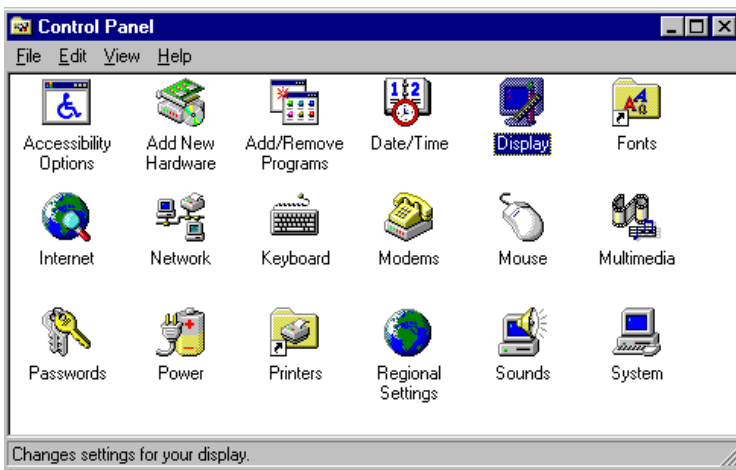 Control Panel
File Edit View Help
Accessibility Options
Add New Hardware
Add/Remove Programs
Date/Time
Display
Fonts
Internet
Network
Keyboard
Modems
Mouse
Multimedia
Passwords
Power
Printers
Regional Settings
Sounds
System
Changes settings for your display.